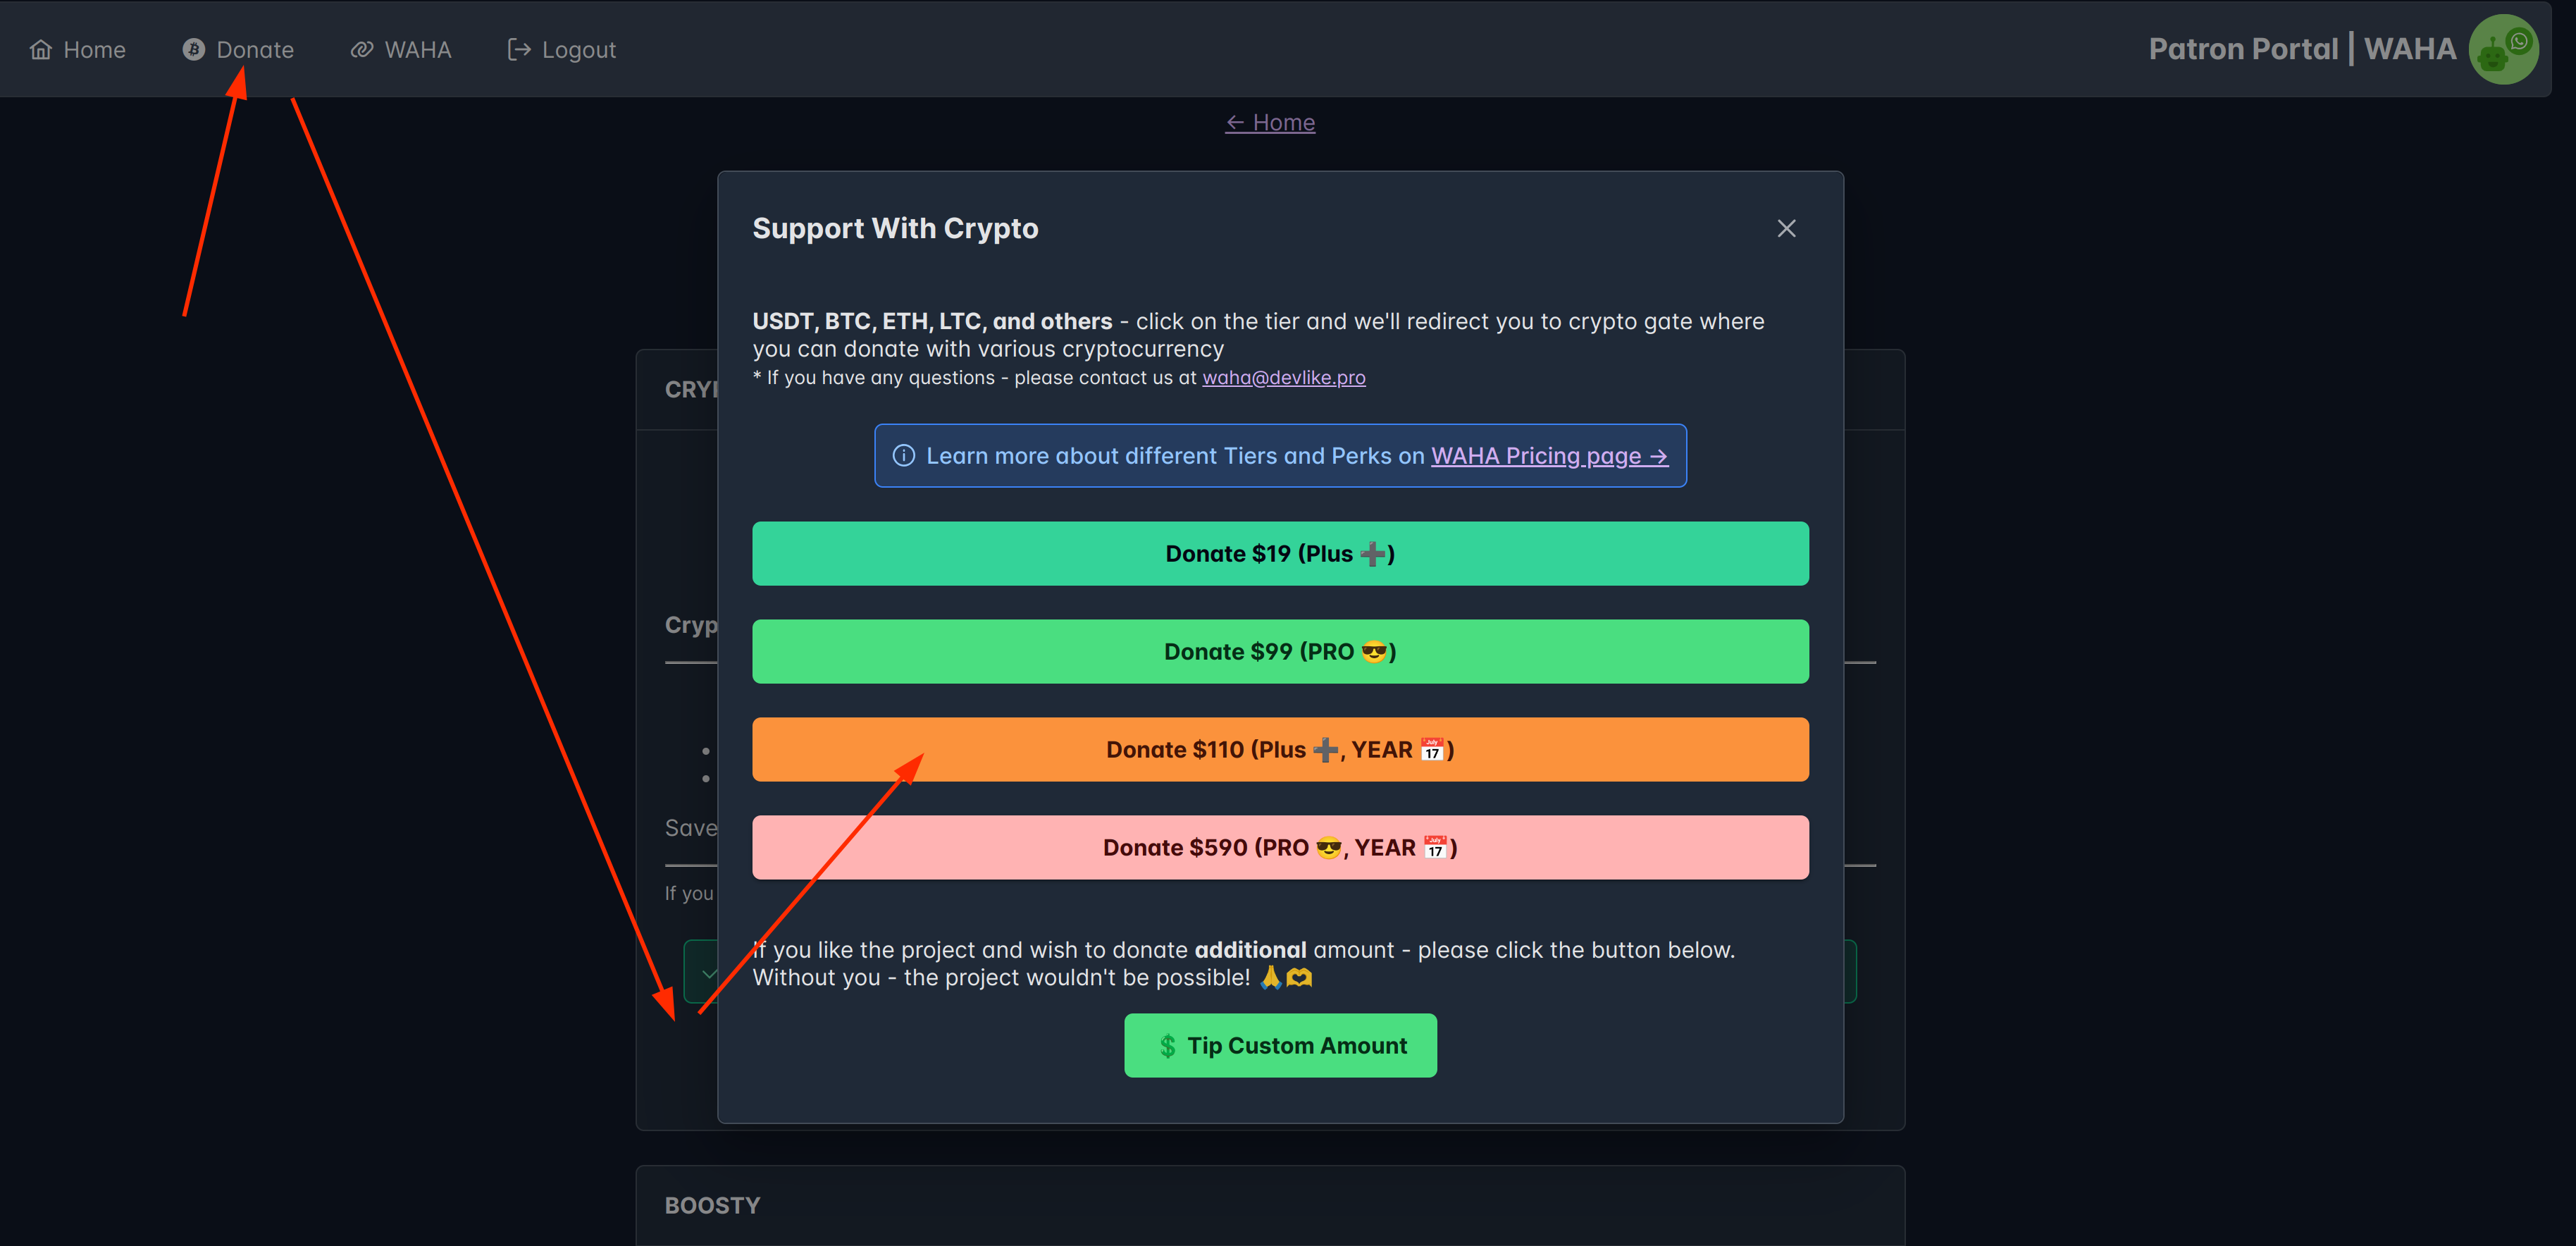 Home
Donate
WAHA
Logout
Patron Portal | WAHA
← Home
Support With Crypto
USDT, BTC, ETH, LTC, and others - click on the tier and we'll redirect you to crypto gate where
you can donate with various cryptocurrency
* If you have any questions - please contact us at waha@devlike.pro
Learn more about different Tiers and Perks on WAHA Pricing page →
Donate $19 (Plus ➕)
Donate $99 (PRO 😎)
Donate $110 (Plus ➕, YEAR 📅)
Donate $590 (PRO 😎, YEAR 📅)
If you like the project and wish to donate additional amount - please click the button below.
Without you - the project wouldn't be possible! 🙏🫶
💲 Tip Custom Amount
Save
If you
BOOSTY